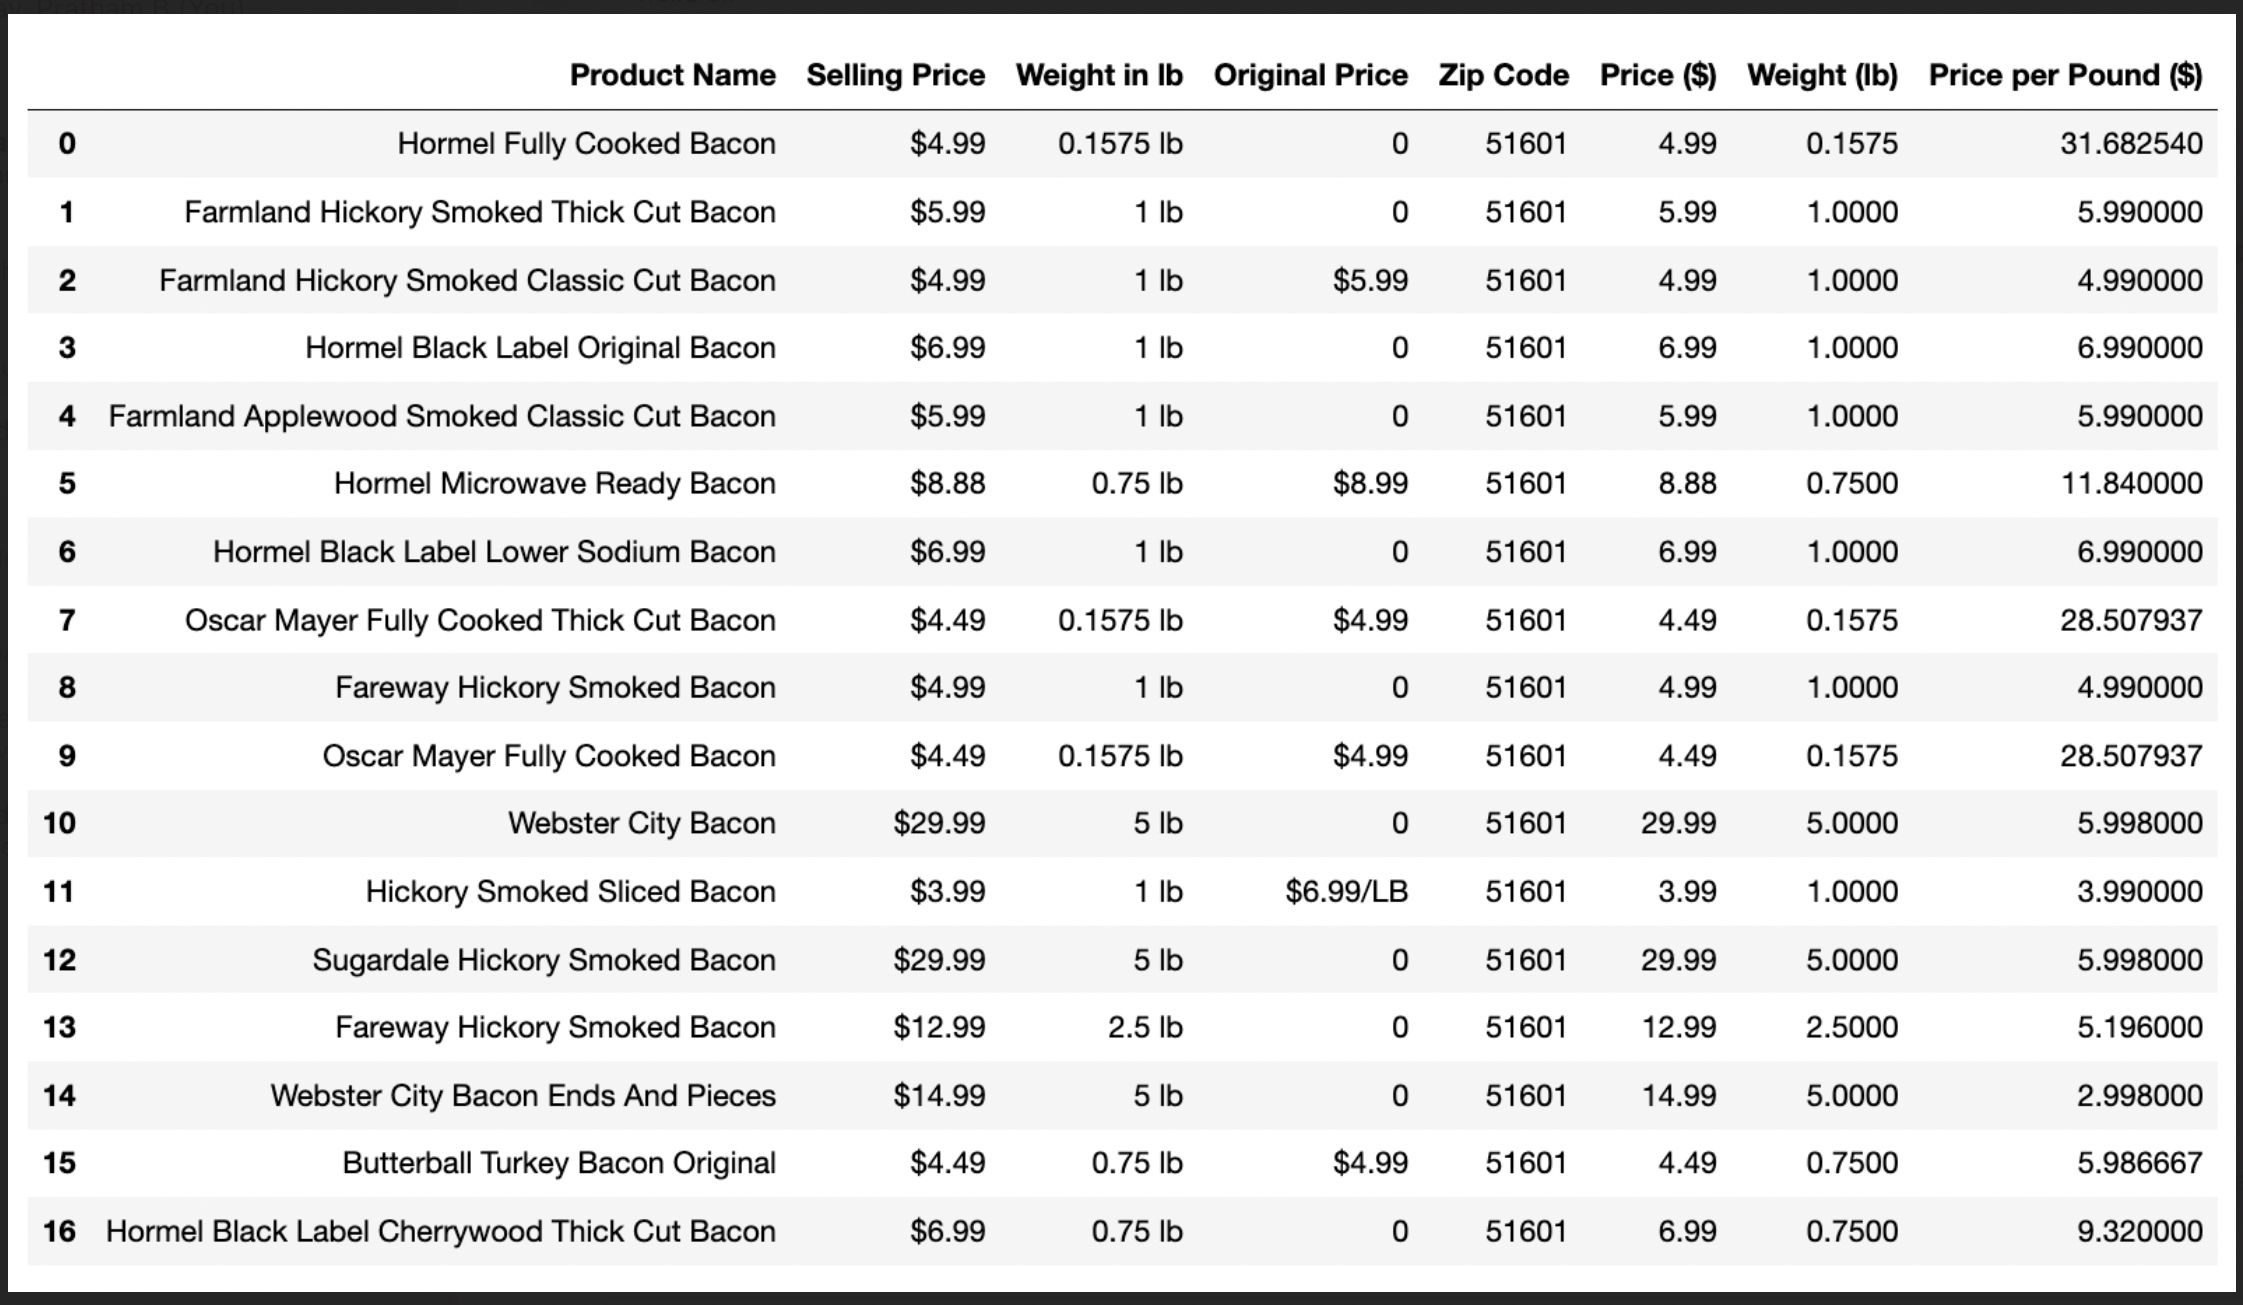 Product Name Selling Price Weight in lb Original Price Zip Code Price ($) Weight (lb) Price per Pound ($)
0 Hormel Fully Cooked Bacon $4.99 0.1575 lb 0 51601 4.99 0.1575 31.682540
1 Farmland Hickory Smoked Thick Cut Bacon $5.99 1 lb 0 51601 5.99 1.0000 5.990000
2 Farmland Hickory Smoked Classic Cut Bacon $4.99 1 lb $5.99 51601 4.99 1.0000 4.990000
3 Hormel Black Label Original Bacon $6.99 1 lb 0 51601 6.99 1.0000 6.990000
4 Farmland Applewood Smoked Classic Cut Bacon $5.99 1 lb 0 51601 5.99 1.0000 5.990000
5 Hormel Microwave Ready Bacon $8.88 0.75 lb $8.99 51601 8.88 0.7500 11.840000
6 Hormel Black Label Lower Sodium Bacon $6.99 1 lb 0 51601 6.99 1.0000 6.990000
7 Oscar Mayer Fully Cooked Thick Cut Bacon $4.49 0.1575 lb $4.99 51601 4.49 0.1575 28.507937
8 Fareway Hickory Smoked Bacon $4.99 1 lb 0 51601 4.99 1.0000 4.990000
9 Oscar Mayer Fully Cooked Bacon $4.49 0.1575 lb $4.99 51601 4.49 0.1575 28.507937
10 Webster City Bacon $29.99 5 lb 0 51601 29.99 5.0000 5.998000
11 Hickory Smoked Sliced Bacon $3.99 1 lb $6.99/LB 51601 3.99 1.0000 3.990000
12 Sugardale Hickory Smoked Bacon $29.99 5 lb 0 51601 29.99 5.0000 5.998000
13 Fareway Hickory Smoked Bacon $12.99 2.5 lb 0 51601 12.99 2.5000 5.196000
14 Webster City Bacon Ends And Pieces $14.99 5 lb 0 51601 14.99 5.0000 2.998000
15 Butterball Turkey Bacon Original $4.49 0.75 lb $4.99 51601 4.49 0.7500 5.986667
16 Hormel Black Label Cherrywood Thick Cut Bacon $6.99 0.75 lb 0 51601 6.99 0.7500 9.320000